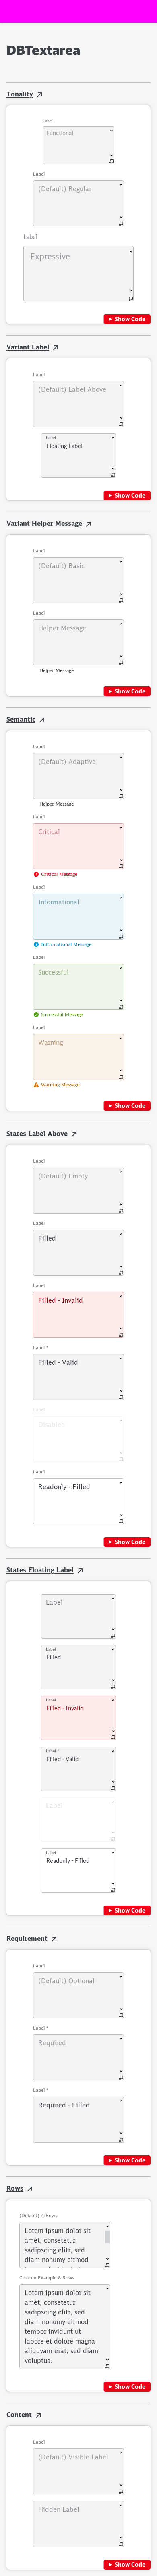 DBTextarea
Tonality
Label
Functional
Label
(Default) Regular
Label
Expressive
Show Code
Variant Label
Label
(Default) Label Above
Label
Floating Label
Show Code
Variant Helper Message
Label
(Default) Basic
Label
Helper Message
Helper Message
Show Code
Semantic
Label
(Default) Adaptive
Helper Message
Label
Critical
Critical Message
Label
Informational
Informational Message
Label
Successful
Successful Message
Label
Warning
Warning Message
Show Code
States Label Above
Label
(Default) Empty
Label
Filled
Label
Filled - Invalid
Label *
Filled - Valid
Label
Disabled
Label
Readonly - Filled
Show Code
States Floating Label
Label
Label
Filled
Label
Filled - Invalid
Label *
Filled - Valid
Label
Label
Readonly - Filled
Show Code
Requirement
Label
(Default) Optional
Label *
Required
Label *
Required - Filled
Show Code
Rows
(Default) 4 Rows
Lorem ipsum dolor sit
amet, consetetur
sadipscing elitr, sed
diam nonumy eirmod
Custom Example 8 Rows
Lorem ipsum dolor sit
amet, consetetur
sadipscing elitr, sed
diam nonumy eirmod
tempor invidunt ut
labore et dolore magna
aliquyam erat, sed diam
voluptua.
Show Code
Content
Label
(Default) Visible Label
Hidden Label
Show Code